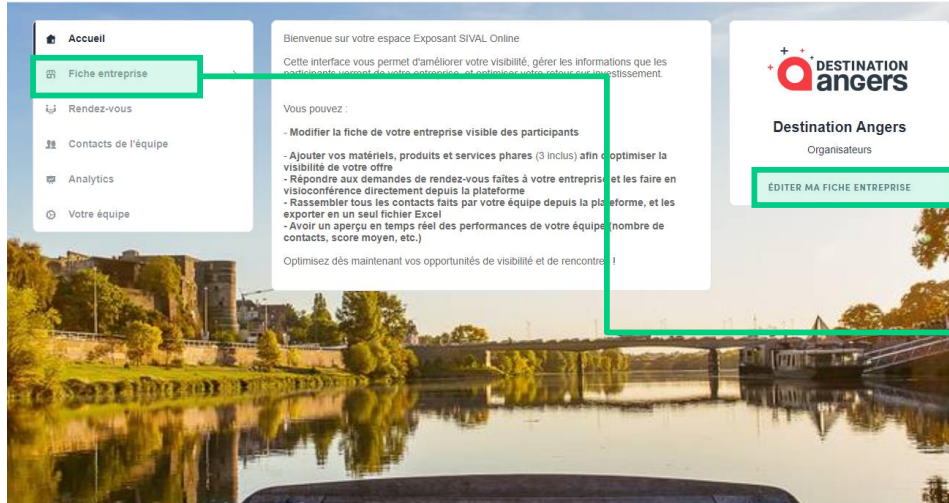 Accueil
Fiche entreprise
Rendez-vous
Contacts de l'équipe
Analytics
Votre équipe
Bienvenue sur votre espace Exposant SIVAL Online
Cette interface vous permet d'améliorer votre visibilité, gérer les informations que les
participants verront de votre entreprise, et optimiser votre retour sur investissement.
Vous pouvez :
- Modifier la fiche de votre entreprise visible des participants
- Ajouter vos matériels, produits et services phares (3 inclus) afin d'optimiser la
visibilité de votre offre
- Répondre aux demandes de rendez-vous faîtes à votre entreprise et les faire en
visioconférence directement depuis la plateforme
- Rassembler tous les contacts faits par votre équipe depuis la plateforme, et les
exporter en un seul fichier Excel
- Avoir un aperçu en temps réel des performances de votre équipe (nombre de
contacts, score moyen, etc.)
Optimisez dès maintenant vos opportunités de visibilité et de rencontres !
DESTINATION
angers
Destination Angers
Organisateurs
ÉDITER MA FICHE ENTREPRISE